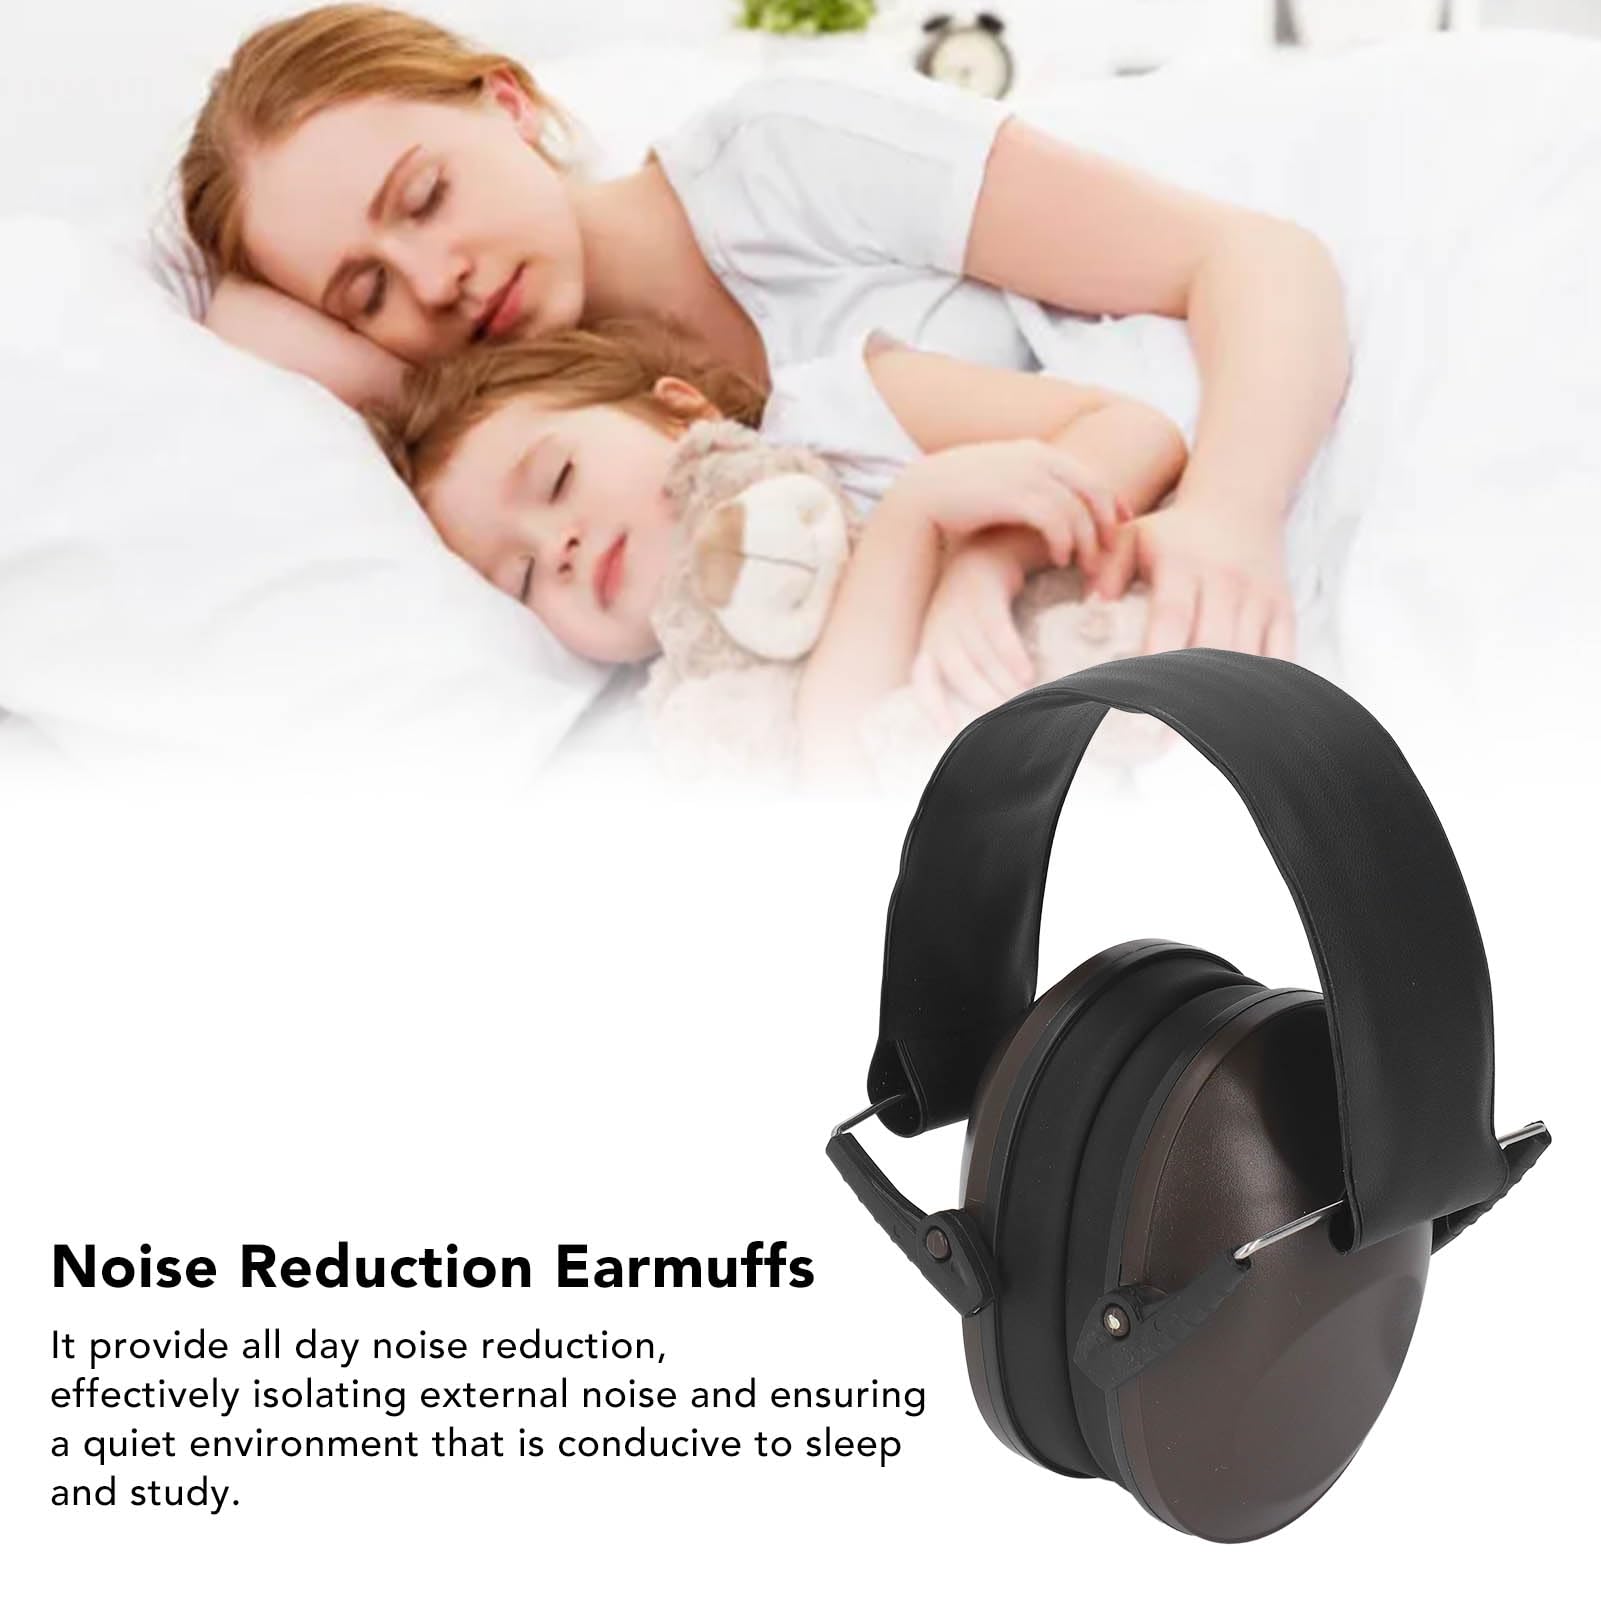 Noise Reduction Earmuffs
It provide all day noise reduction,
effectively isolating external noise and ensuring
a quiet environment that is conducive to sleep
and study.